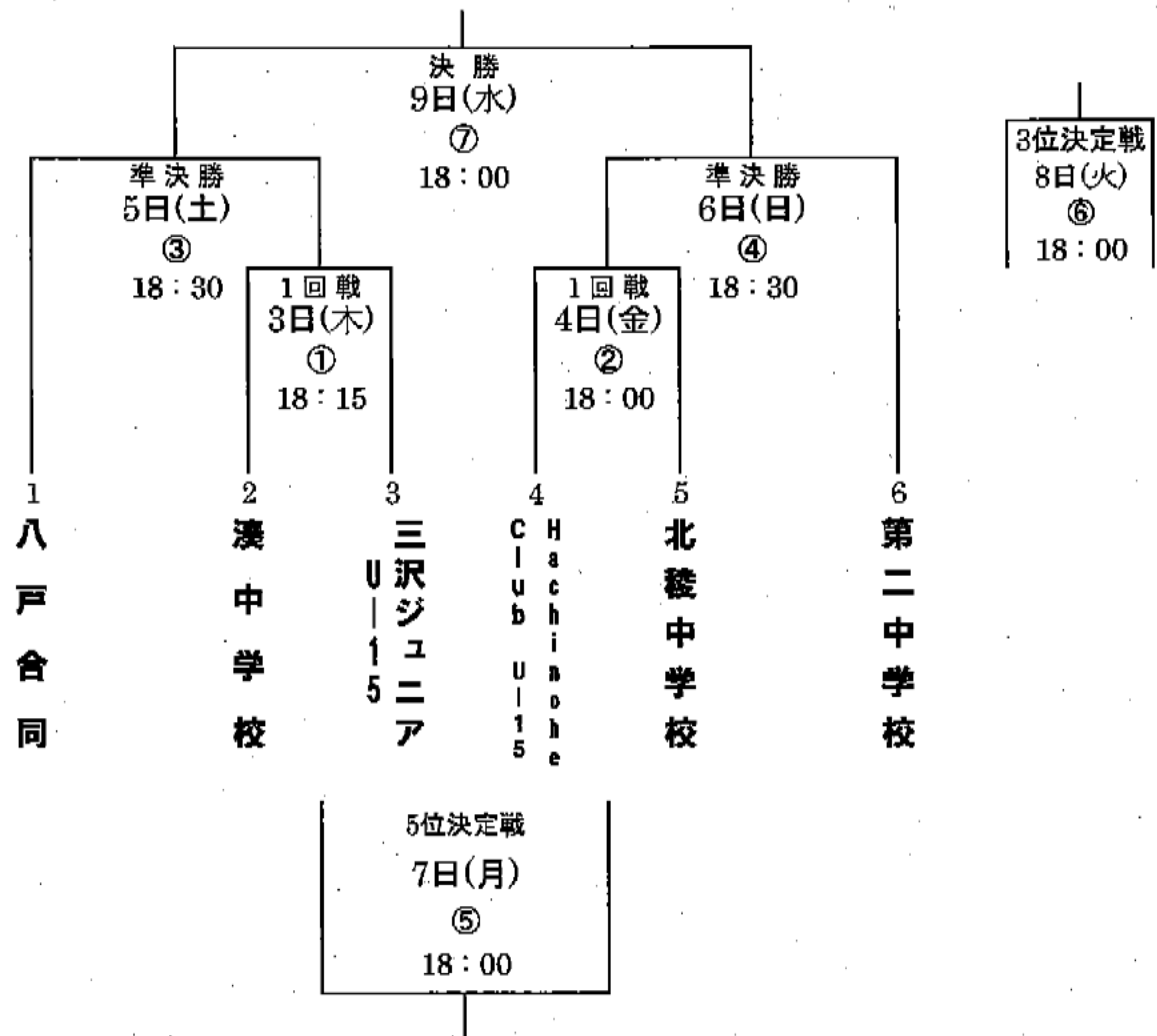 決勝
9日(水)
⑦
18:00
3位決定戦
8日(火)
⑥
18:00
準決勝
5日(土)
③
18:30
準決勝
6日(日)
④
18:30
1回戦
3日(木)
①
18:15
1回戦
4日(金)
②
18:00
1
八戸合同
2
湊中学校
3
三沢ジュニア
U-15
4
Hachinohe
Club U-15
5
北稜中学校
6
第二中学校
5位決定戦
7日(月)
⑤
18:00